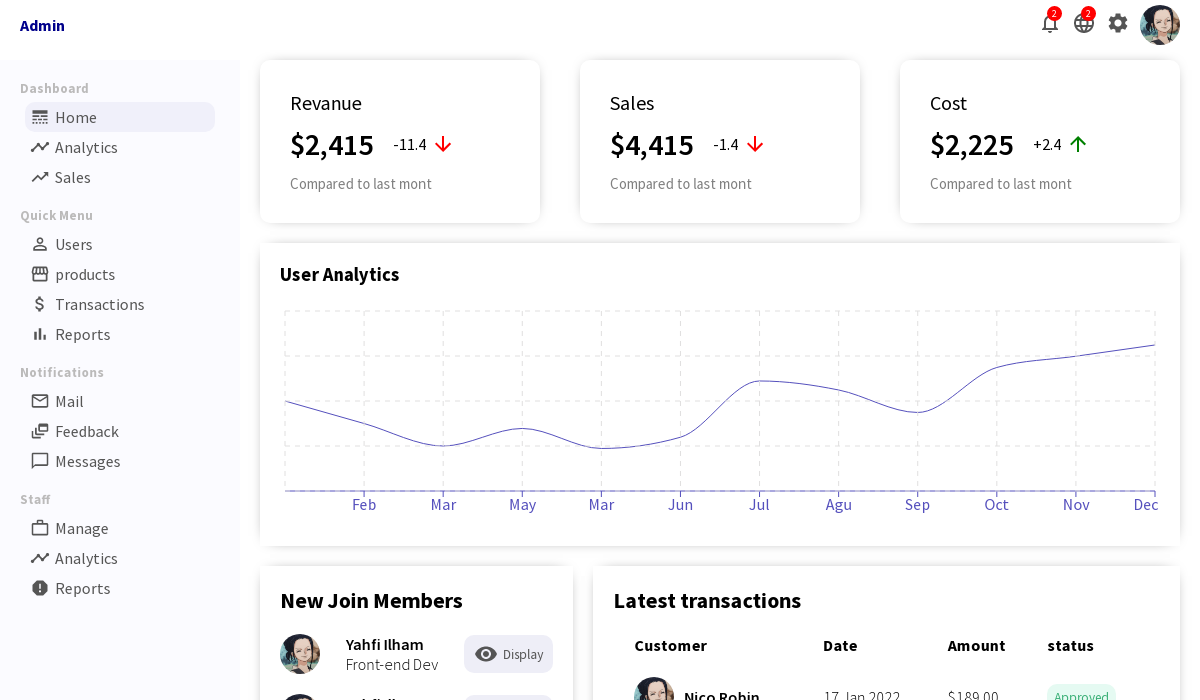 Admin
2
2
Dashboard
Home
Analytics
Sales
Quick Menu
Users
products
Transactions
Reports
Notifications
Mail
Feedback
Messages
Staff
Manage
Analytics
Reports
Revanue
$2,415 -11.4
Compared to last mont
Sales
$4,415 -1.4
Compared to last mont
Cost
$2,225 +2.4
Compared to last mont
User Analytics
Feb Mar May Mar Jun Jul Agu Sep Oct Nov Dec
New Join Members
Yahfi Ilham
Front-end Dev
Display
Latest transactions
Customer Date Amount status
Nico Robin 17 Jan 2022 $189.00 Approved